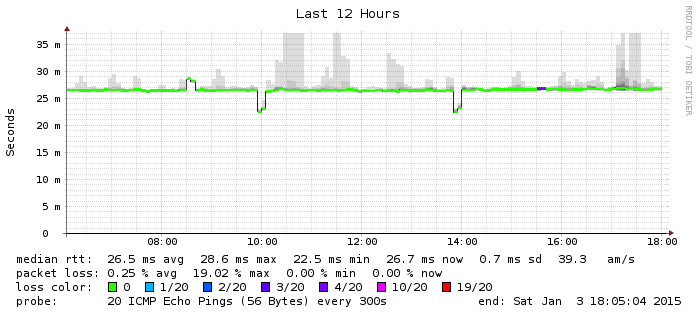 Last 12 Hours
RRDTOOL / TOBI OETIKER
Seconds
35 m
30 m
25 m
20 m
15 m
10 m
5 m
0
08:00 10:00 12:00 14:00 16:00 18:00
median rtt: 26.5 ms avg 28.6 ms max 22.5 ms min 26.7 ms now 0.7 ms sd 39.3 am/s
packet loss: 0.25 % avg 19.02 % max 0.00 % min 0.00 % now
loss color: 0 1/20 2/20 3/20 4/20 10/20 19/20
probe: 20 ICMP Echo Pings (56 Bytes) every 300s end: Sat Jan 3 18:05:04 2015